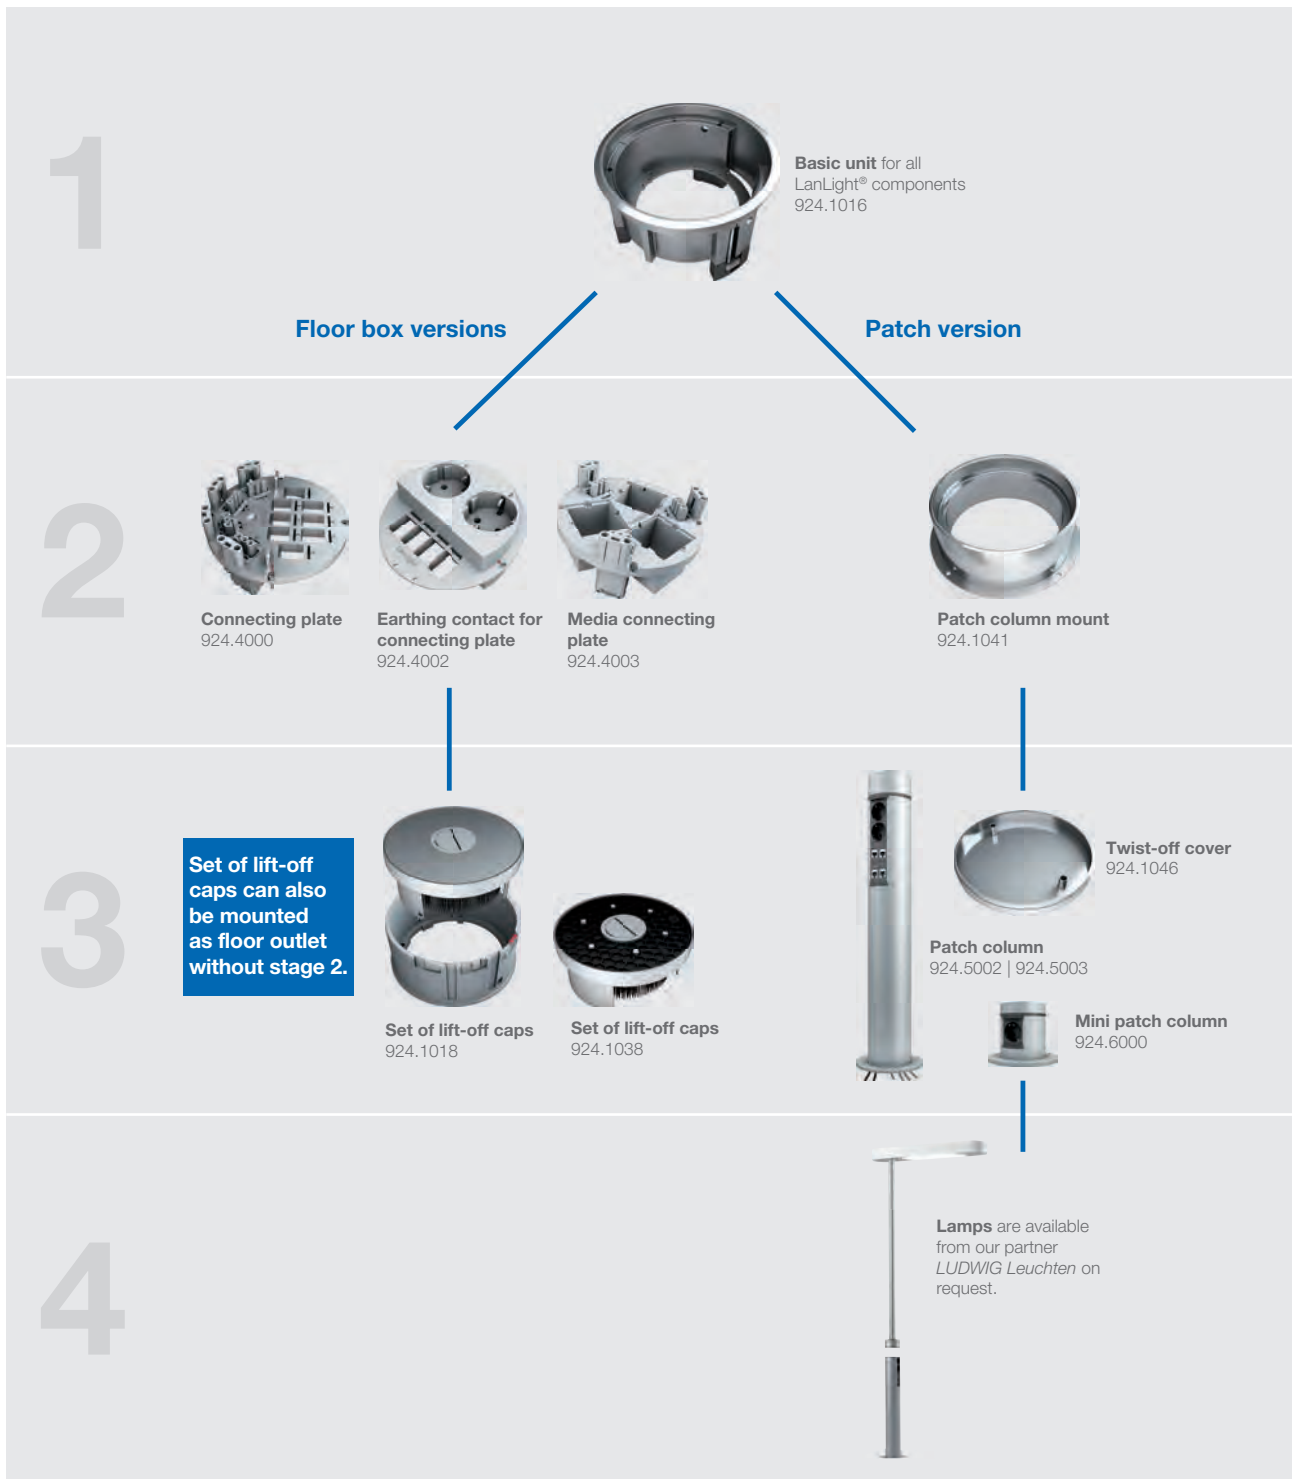 1
Basic unit for all
LanLight® components
924.1016
Floor box versions
Patch version
2
Connecting plate
924.4000
Earthing contact for
connecting plate
924.4002
Media connecting
plate
924.4003
Patch column mount
924.1041
3
Set of lift-off
caps can also
be mounted
as floor outlet
without stage 2.
Set of lift-off caps
924.1018
Set of lift-off caps
924.1038
Twist-off cover
924.1046
Patch column
924.5002 | 924.5003
Mini patch column
924.6000
4
Lamps are available
from our partner
LUDWIG Leuchten on
request.